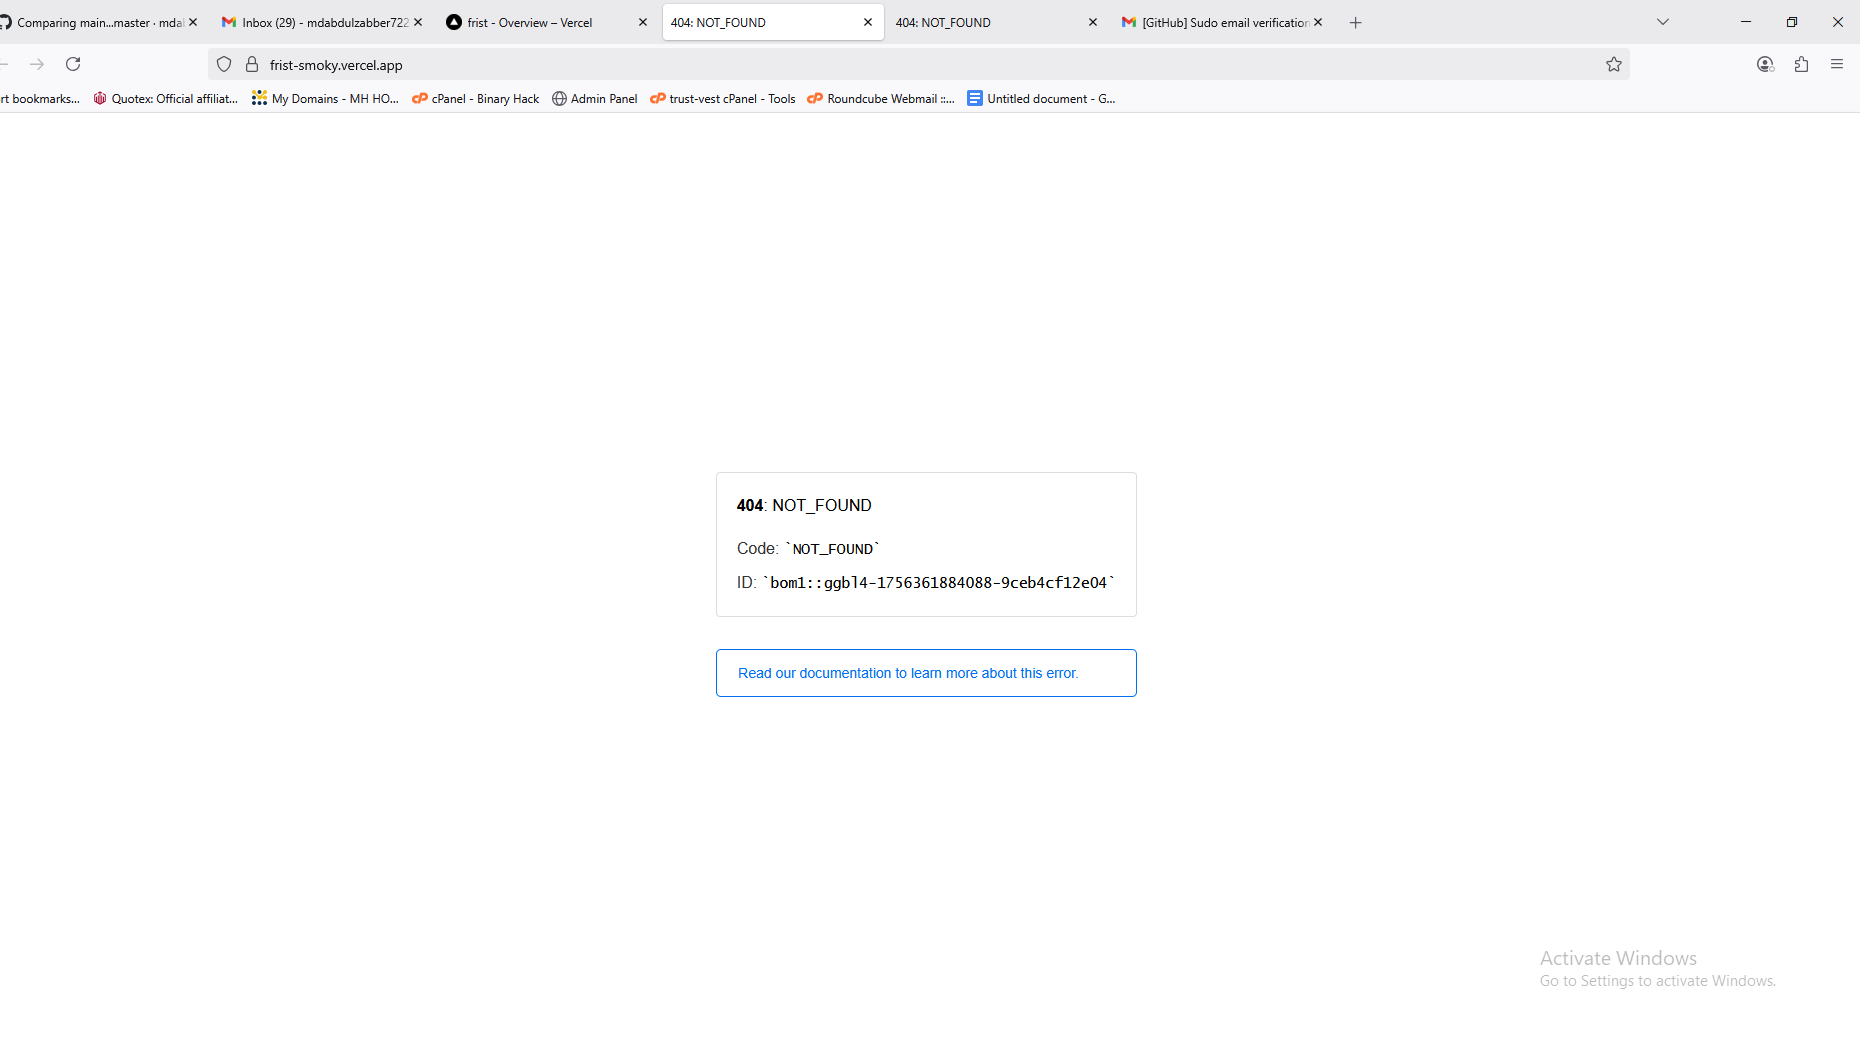 Comparing main...master · mdal
Inbox (29) - mdabdulzabber722
frist - Overview – Vercel
404: NOT_FOUND
404: NOT_FOUND
[GitHub] Sudo email verification
frist-smoky.vercel.app
rt bookmarks...
Quotex: Official affiliat...
My Domains - MH HO...
cPanel - Binary Hack
Admin Panel
trust-vest cPanel - Tools
Roundcube Webmail ::...
Untitled document - G...
404: NOT_FOUND
Code: `NOT_FOUND`
ID: `bom1::ggbl4-1756361884088-9ceb4cf12e04`
Read our documentation to learn more about this error.
Activate Windows
Go to Settings to activate Windows.